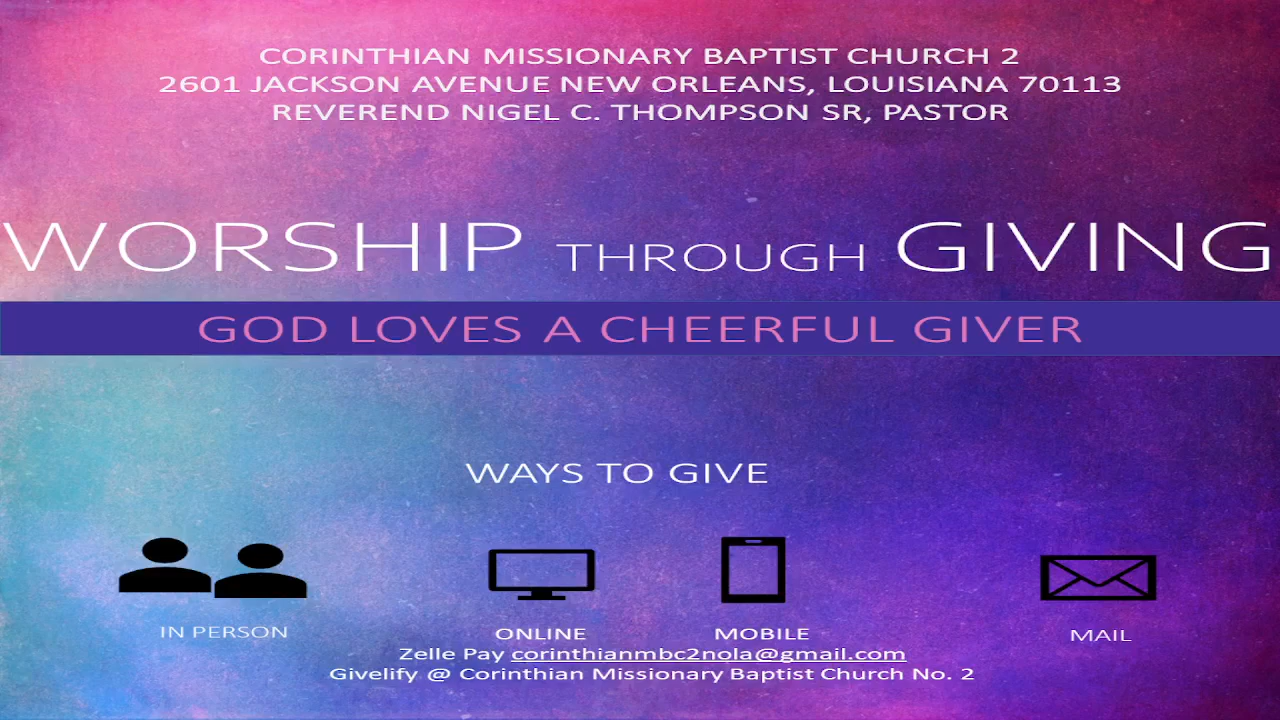 CORINTHIAN MISSIONARY BAPTIST CHURCH 2
2601 JACKSON AVENUE NEW ORLEANS, LOUISIANA 70113
REVEREND NIGEL C. THOMPSON SR, PASTOR
WORSHIP THROUGH GIVING
GOD LOVES A CHEERFUL GIVER
WAYS TO GIVE
IN PERSON
ONLINE
MOBILE
MAIL
Zelle Pay corinthianmbc2nola@gmail.com
Givelify @ Corinthian Missionary Baptist Church No. 2